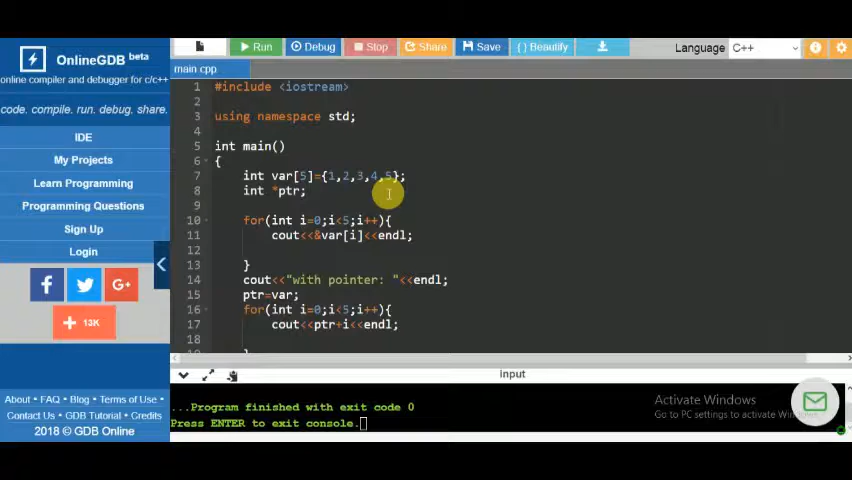 OnlineGDB beta
online compiler and debugger for c/c++
code. compile. run. debug. share.
IDE
My Projects
Learn Programming
Programming Questions
Sign Up
Login
f
G+
+ 13K
About • FAQ • Blog • Terms of Use •
Contact Us • GDB Tutorial • Credits
2018 © GDB Online
Run
Debug
Stop
Share
Save
{ } Beautify
Language C++
main.cpp
1 #include <iostream>
2
3 using namespace std;
4
5 int main()
6 {
7 int var[5]={1,2,3,4,5};
8 int *ptr;
9
10 for(int i=0;i<5;i++){
11 cout<<&var[i]<<endl;
12
13 }
14 cout<<"with pointer: "<<endl;
15 ptr=var;
16 for(int i=0;i<5;i++){
17 cout<<ptr+i<<endl;
18
input
...Program finished with exit code 0
Press ENTER to exit console.
Activate Windows
Go to PC settings to activate Win